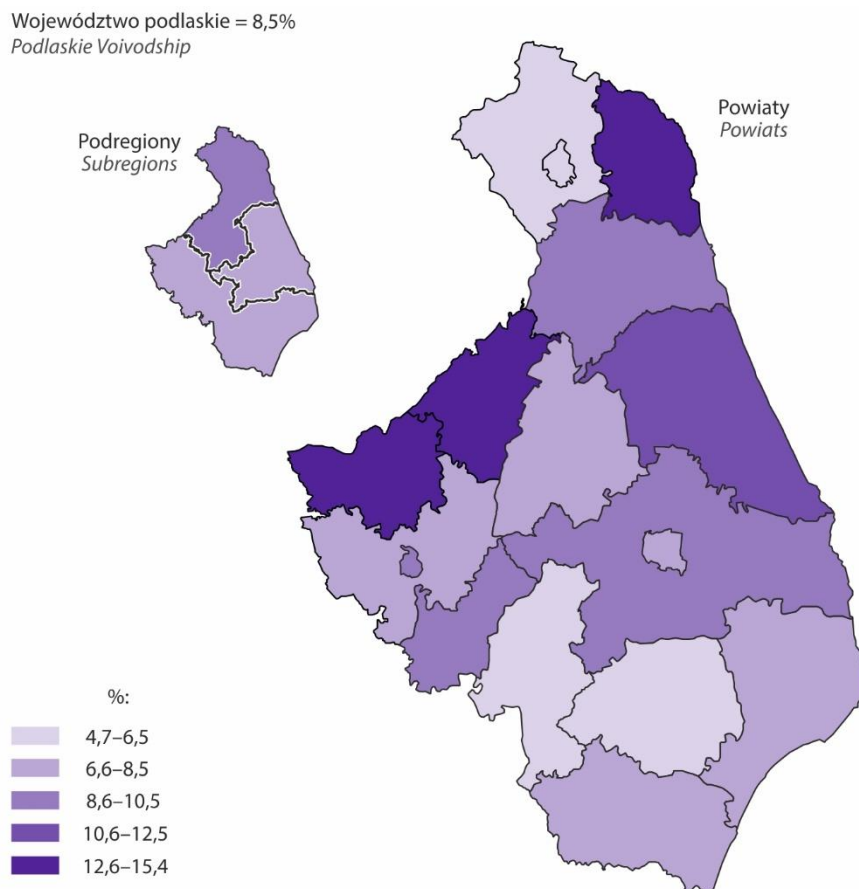 Województwo podlaskie = 8,5%
Podlaskie Voivodship
Podregiony
Subregions
Powiaty
Powiats
%:
4,7–6,5
6,6–8,5
8,6–10,5
10,6–12,5
12,6–15,4